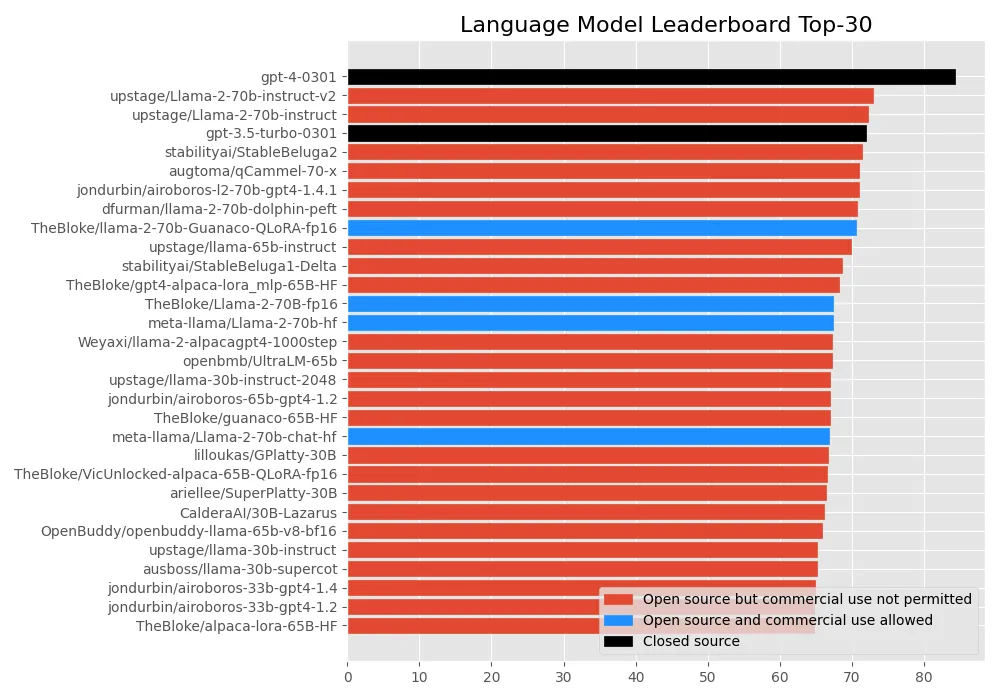 Language Model Leaderboard Top-30
gpt-4-0301
upstage/Llama-2-70b-instruct-v2
upstage/Llama-2-70b-instruct
gpt-3.5-turbo-0301
stabilityai/StableBeluga2
augtoma/qCammel-70-x
jondurbin/airoboros-l2-70b-gpt4-1.4.1
dfurman/llama-2-70b-dolphin-peft
TheBloke/llama-2-70b-Guanaco-QLoRA-fp16
upstage/llama-65b-instruct
stabilityai/StableBeluga1-Delta
TheBloke/gpt4-alpaca-lora_mlp-65B-HF
TheBloke/Llama-2-70B-fp16
meta-llama/Llama-2-70b-hf
Weyaxi/llama-2-alpacagpt4-1000step
openbmb/UltraLM-65b
upstage/llama-30b-instruct-2048
jondurbin/airoboros-65b-gpt4-1.2
TheBloke/guanaco-65B-HF
meta-llama/Llama-2-70b-chat-hf
lilloukas/GPlatty-30B
TheBloke/VicUnlocked-alpaca-65B-QLoRA-fp16
ariellee/SuperPlatty-30B
CalderaAI/30B-Lazarus
OpenBuddy/openbuddy-llama-65b-v8-bf16
upstage/llama-30b-instruct
ausboss/llama-30b-supercot
jondurbin/airoboros-33b-gpt4-1.4
jondurbin/airoboros-33b-gpt4-1.2
TheBloke/alpaca-lora-65B-HF
Open source but commercial use not permitted
Open source and commercial use allowed
Closed source
0 10 20 30 40 50 60 70 80